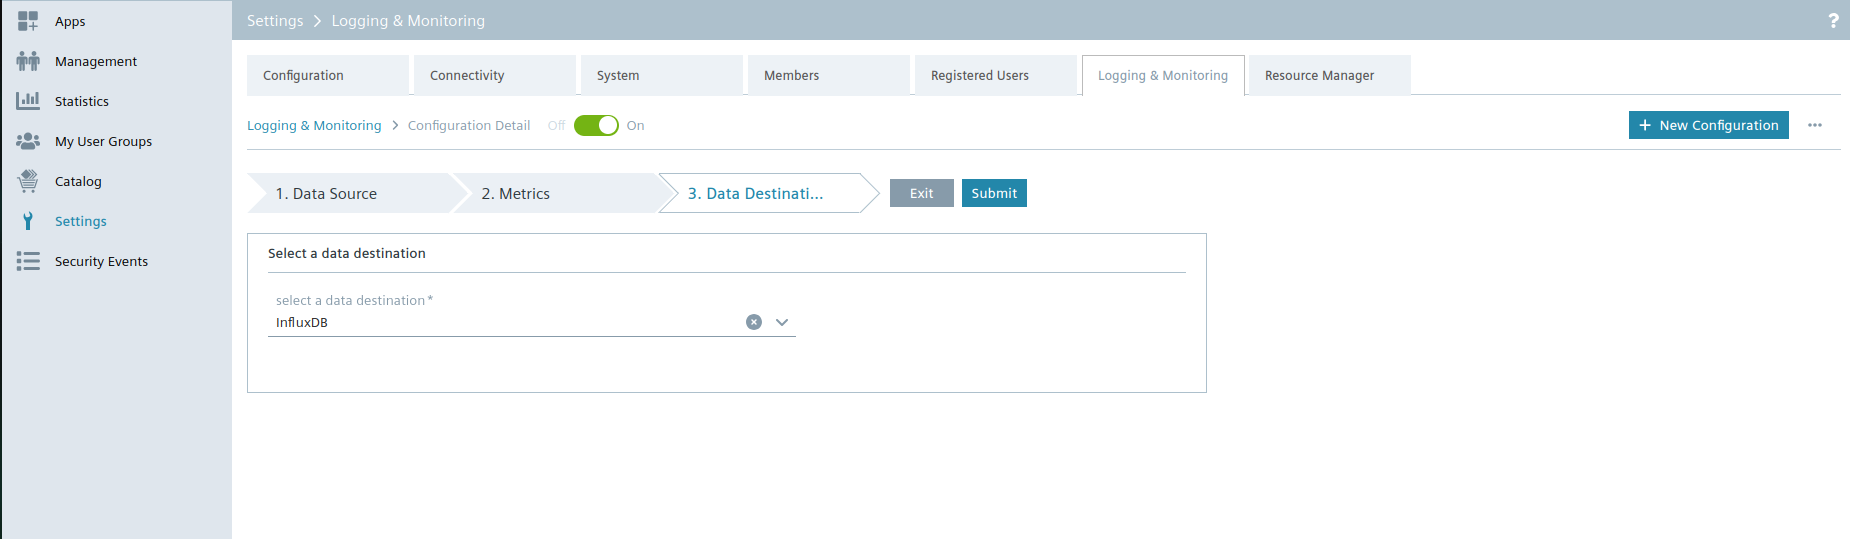 Apps
Management
Statistics
My User Groups
Catalog
Settings
Security Events
Settings > Logging & Monitoring
?
Configuration
Connectivity
System
Members
Registered Users
Logging & Monitoring
Resource Manager
Logging & Monitoring > Configuration Detail Off On
+ New Configuration ...
1. Data Source
2. Metrics
3. Data Destinati...
Exit
Submit
Select a data destination
select a data destination *
InfluxDB